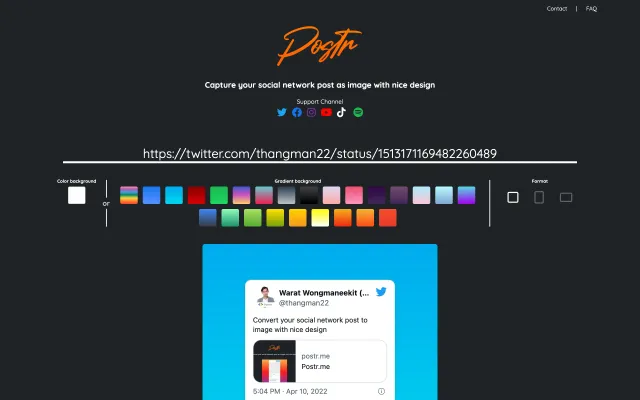 Contact | FAQ
Postr
Capture your social network post as image with nice design
Support Channel
https://twitter.com/thangman22/status/1513171169482260489
Color background
Gradient background
Format
or
Warat Wongmaneekit (...
@thangman22
Convert your social network post to
image with nice design
postr.me
Postr.me
5:04 PM · Apr 10, 2022